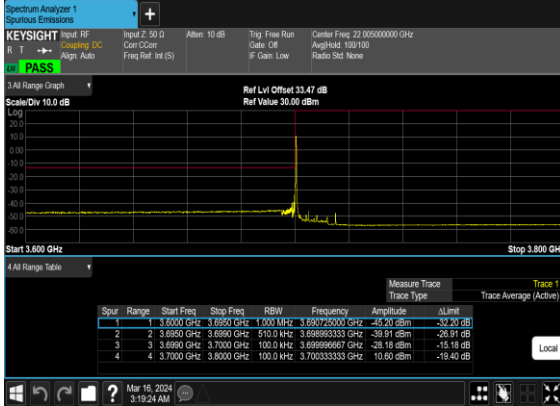 Spectrum Analyzer 1
Spurious Emissions
+
KEYSIGHT Input: RF Input Z: 50 Ω Atten: 10 dB Trig: Free Run Center Freq: 22.005000000 GHz
R T Coupling: DC Corr CCorr Gate: Off Avg|Hold: 100/100
Align: Auto Freq Ref: Int (S) IF Gain: Low Radio Std: None
LXI PASS
3 All Range Graph
Ref Lvl Offset 33.47 dB
Scale/Div 10.0 dB Ref Value 30.00 dBm
Log
20.0
10.0
0.00
-10.0
-20.0
-30.0
-40.0
-50.0
-60.0
Start 3.600 GHz Stop 3.800 GH
4 All Range Table
Measure Trace Trace 1
Trace Type Trace Average (Active)
Spur Range Start Freq Stop Freq RBW Frequency Amplitude ΔLimit
1 1 3.6000 GHz 3.6950 GHz 1.000 MHz 3.690725000 GHz -45.20 dBm -32.20 dB
2 2 3.6950 GHz 3.6990 GHz 510.0 kHz 3.698993333 GHz -39.91 dBm -26.91 dB
3 3 3.6990 GHz 3.7000 GHz 100.0 kHz 3.699996667 GHz -28.18 dBm -15.18 dB
4 4 3.7000 GHz 3.8000 GHz 100.0 kHz 3.700333333 GHz 10.60 dBm -19.40 dB
Local
? Mar 16, 2024
3:19:24 AM